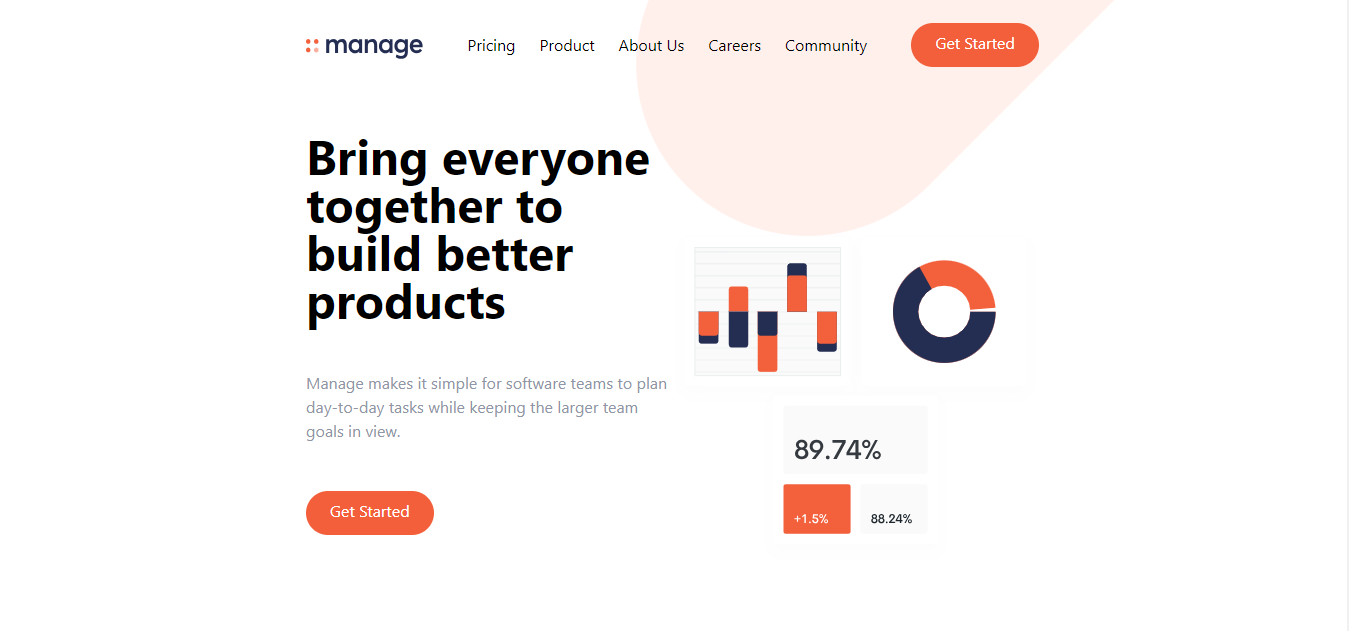 manage
Pricing
Product
About Us
Careers
Community
Get Started
Bring everyone
together to
build better
products
Manage makes it simple for software teams to plan
day-to-day tasks while keeping the larger team
goals in view.
Get Started
89.74%
+1.5%
88.24%